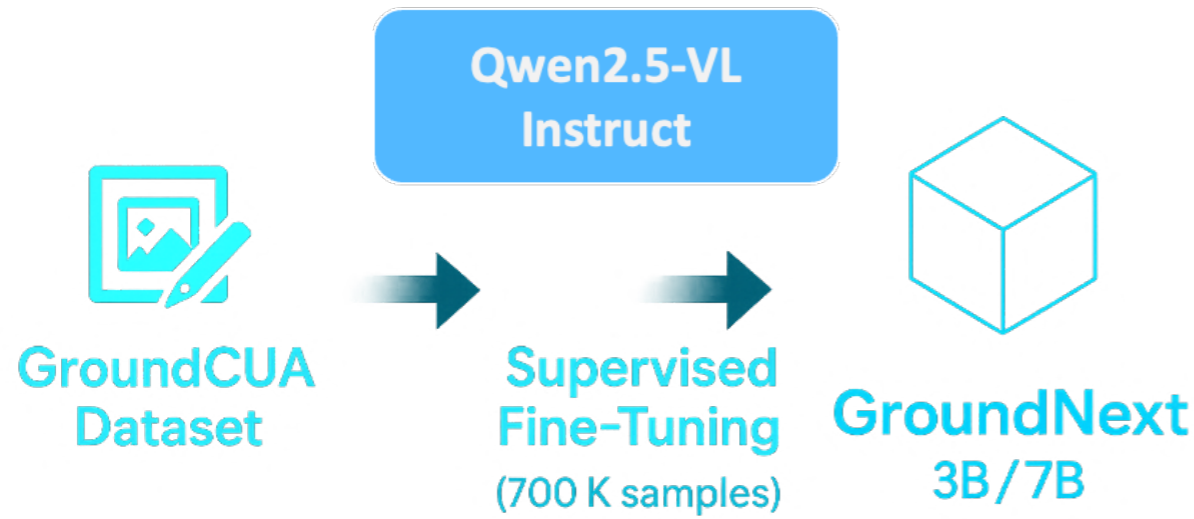 Qwen2.5-VL
Instruct
GroundCUA
Dataset
Supervised
Fine-Tuning
(700 K samples)
GroundNext
3B/7B